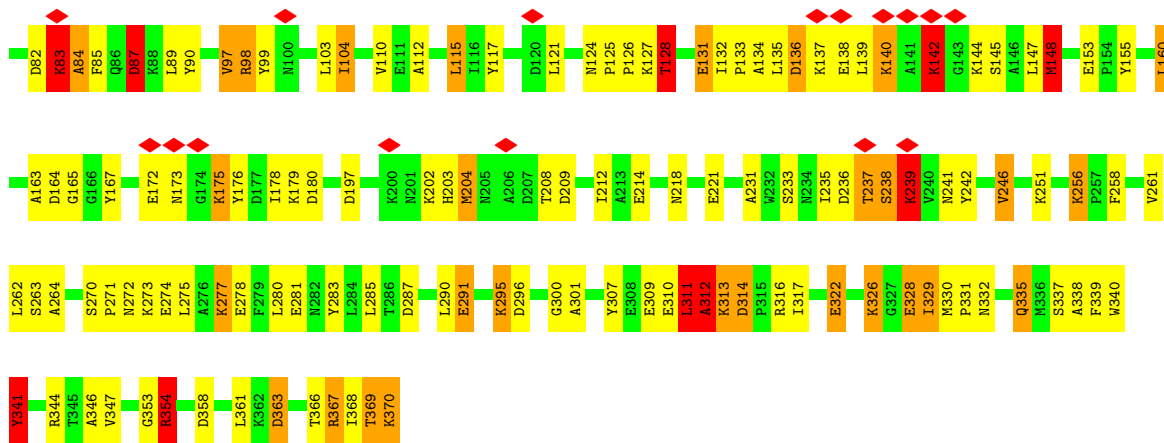 D82 K83 A84 F85 Q86 D87 K88 L89 Y90 V97 R98 Y99 N100 L103 I104 V110 E111 A112 L115 I116 Y117 D120 L121 N124 P125 P126 K127 T128 E131 I132 P133 A134 L135 D136 K137 E138 L139 K140 A141 K142 G143 K144 S145 A146 L147 M148 E153 P154 Y155 L160
A163 D164 G165 G166 Y167 E172 N173 G174 K175 Y176 D177 I178 K179 D180 D197 K200 N201 K202 H203 M204 N205 A206 D207 T208 D209 I212 A213 E214 N218 E221 A231 W232 S233 N234 I235 D236 T237 S238 K239 V240 N241 Y242 V246 K251 K256 P257 F258 V261
L262 S263 A264 S270 P271 N272 K273 E274 L275 A276 K277 E278 F279 L280 E281 N282 Y283 L284 L285 T286 D287 L290 E291 K295 D296 G300 A301 Y307 E308 E309 E310 L311 A312 K313 D314 P315 R316 I317 E322 K326 G327 E328 I329 M330 P331 N332 Q335 M336 S337 A338 F339 W340
Y341 R344 T345 A346 V347 G353 R354 D358 L361 K362 D363 T366 R367 I368 T369 K370